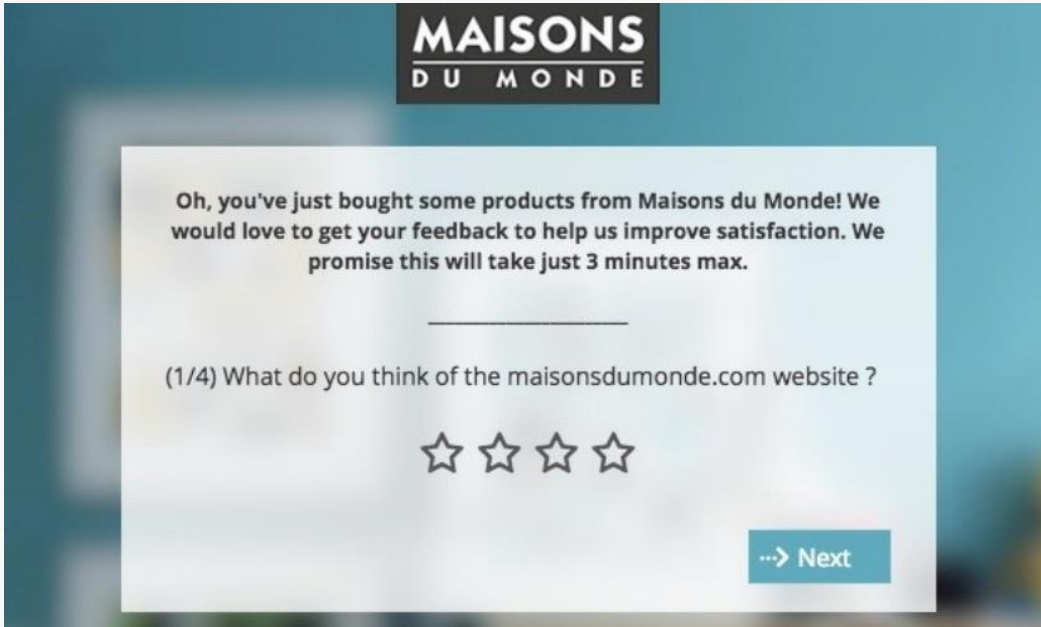 MAISONS
DU MONDE
Oh, you've just bought some products from Maisons du Monde! We
would love to get your feedback to help us improve satisfaction. We
promise this will take just 3 minutes max.
(1/4) What do you think of the maisonsdumonde.com website ?
Next